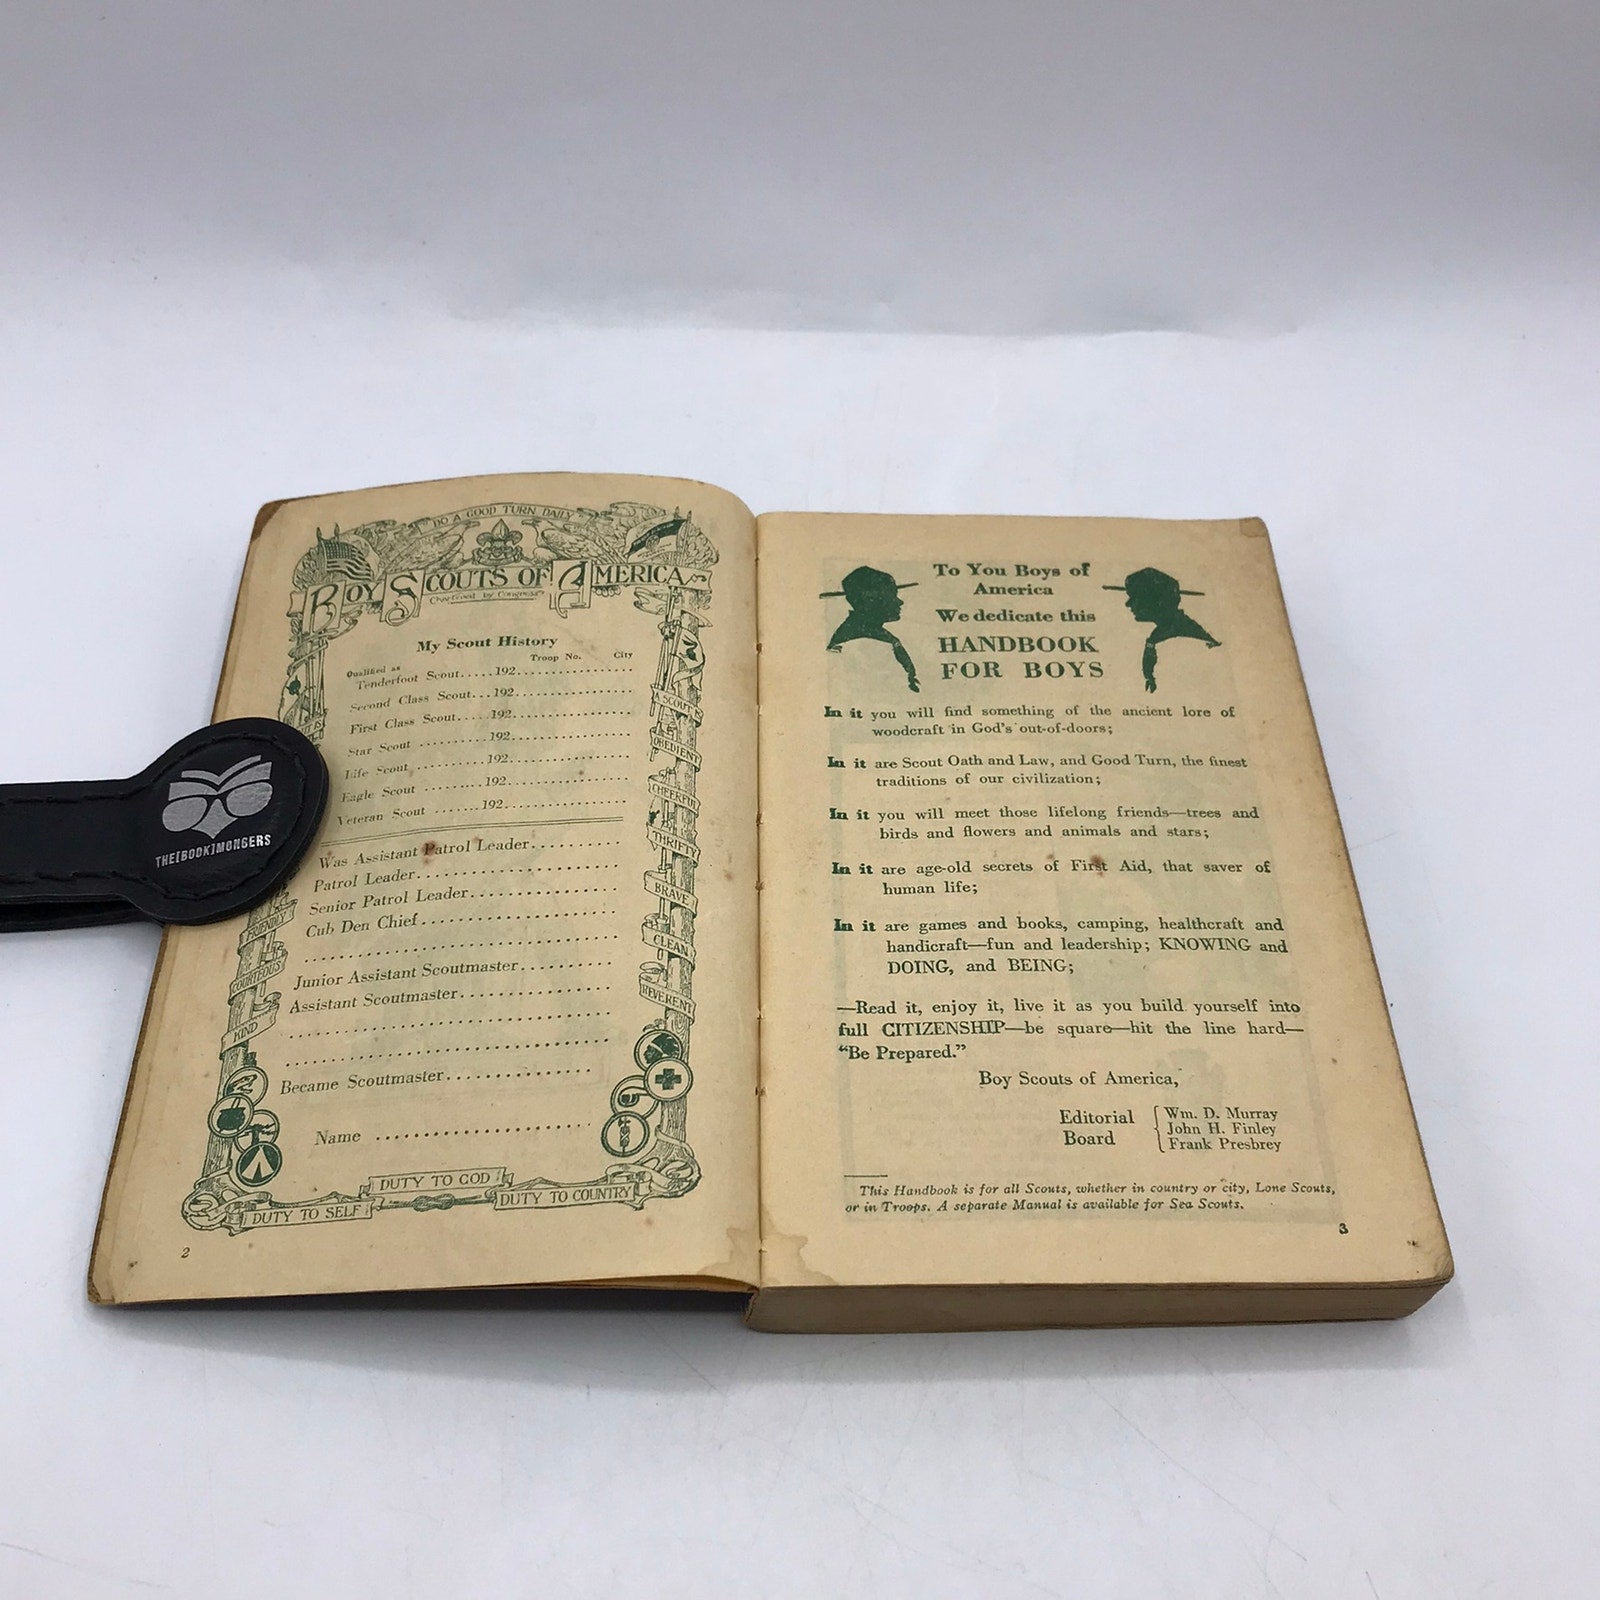 DO A GOOD TURN DAILY
BOY SCOUTS OF AMERICA
Chartered by Congress
My Scout History
Qualified as Troop No. City
Tenderfoot Scout.....192....................
Second Class Scout...192....................
First Class Scout.....192....................
Star Scout ..........192....................
Life Scout ..........192....................
Eagle Scout ..........192....................
Veteran Scout ........192....................
Was Assistant Patrol Leader..........
Patrol Leader....................
Senior Patrol Leader..............
Cub Den Chief....................
Junior Assistant Scoutmaster..........
Assistant Scoutmaster................
Became Scoutmaster...............
Name ......................
A SCOUT IS
OBEDIENT
CHEERFUL
THRIFTY
BRAVE
CLEAN
REVERENT
FRIENDLY
COURTEOUS
KIND
DUTY TO GOD
DUTY TO SELF
DUTY TO COUNTRY
2
THE[BOOK]MONGERS
To You Boys of
America
We dedicate this
HANDBOOK
FOR BOYS
In it you will find something of the ancient lore of
woodcraft in God's out-of-doors;
In it are Scout Oath and Law, and Good Turn, the finest
traditions of our civilization;
In it you will meet those lifelong friends—trees and
birds and flowers and animals and stars;
In it are age-old secrets of First Aid, that saver of
human life;
In it are games and books, camping, healthcraft and
handicraft—fun and leadership; KNOWING and
DOING, and BEING;
—Read it, enjoy it, live it as you build yourself into
full CITIZENSHIP—be square—hit the line hard—
“Be Prepared.”
Boy Scouts of America,
Editorial Board { Wm. D. Murray
John H. Finley
Frank Presbrey
This Handbook is for all Scouts, whether in country or city, Lone Scouts,
or in Troops. A separate Manual is available for Sea Scouts.
3